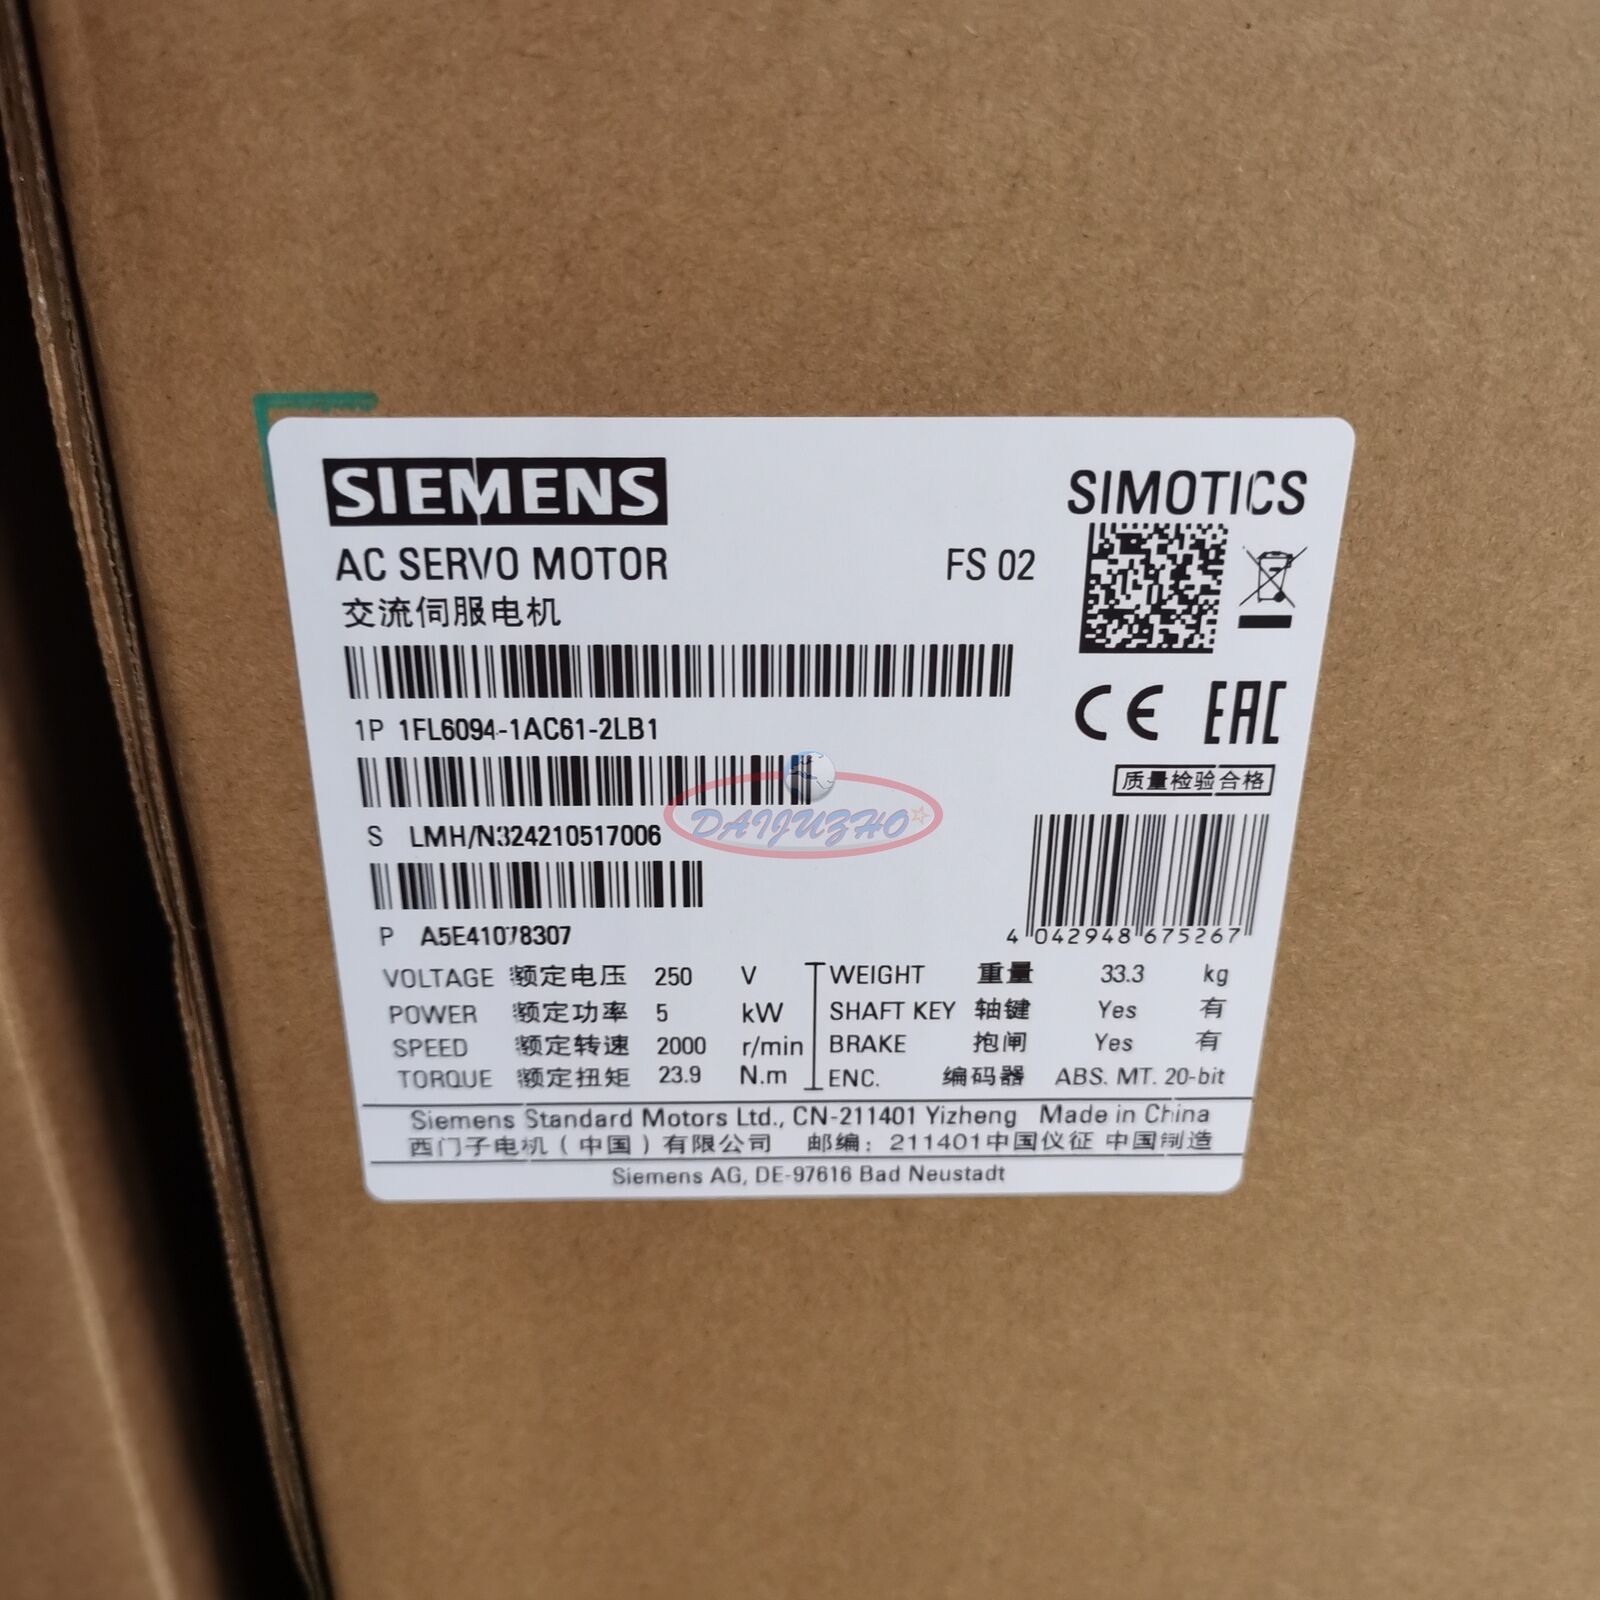 SIEMENS
SIMOTICS
AC SERVO MOTOR
FS 02
交流伺服电机
1P 1FL6094-1AC61-2LB1
CE EAC
质量检验合格
S LMH/N324210517006
DAIJUZHO
P A5E41078307
4 042948 675267
VOLTAGE 额定电压 250 V
POWER 额定功率 5 kW
SPEED 额定转速 2000 r/min
TORQUE 额定扭矩 23.9 N.m
WEIGHT 重量 33.3 kg
SHAFT KEY 轴键 Yes 有
BRAKE 抱闸 Yes 有
ENC. 编码器 ABS. MT. 20-bit
Siemens Standard Motors Ltd., CN-211401 Yizheng Made in China
西门子电机(中国)有限公司 邮编: 211401中国仪征 中国制造
Siemens AG, DE-97616 Bad Neustadt